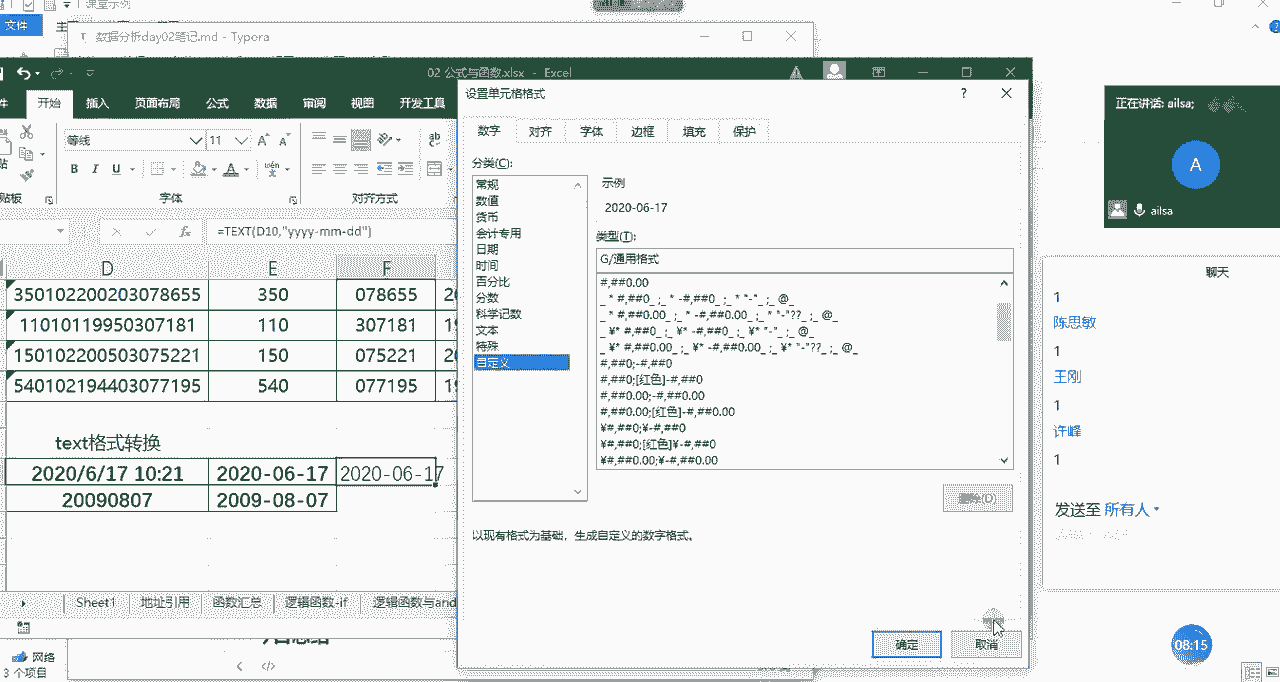 课堂示例
文件
数据分析day02笔记.md - Typora
02 公式与函数.xlsx - Excel
件 开始 插入 页面布局 公式 数据 审阅 视图 开发工具
等线 11
B I U
贴板 字体 对齐方式
fx =TEXT(D10,"yyyy-mm-dd")
D E F
350102200203078655 350 078655
11010119950307181 110 307181
150102200503075221 150 075221
540102194403077195 540 077195
text格式转换
2020/6/17 10:21 2020-06-17 2020-06-17
20090807 2009-08-07
Sheet1 地址引用 函数汇总 逻辑函数-if 逻辑函数与and
网络
3 个项目
设置单元格格式
数字 对齐 字体 边框 填充 保护
分类(C):
常规
数值
货币
会计专用
日期
时间
百分比
分数
科学记数
文本
特殊
自定义
示例
2020-06-17
类型(T):
G/通用格式
#,##0.00
_ * #,##0_ ;_ * -#,##0_ ;_ * "-"_ ;_ @_
_ * #,##0.00_ ;_ * -#,##0.00_ ;_ * "-"??_ ;_ @_
_ ¥* #,##0_ ;_ ¥* -#,##0_ ;_ ¥* "-"_ ;_ @_
_ ¥* #,##0.00_ ;_ ¥* -#,##0.00_ ;_ ¥* "-"??_ ;_ @_
#,##0;-#,##0
#,##0;[红色]-#,##0
#,##0.00;-#,##0.00
#,##0.00;[红色]-#,##0.00
¥#,##0;¥-#,##0
¥#,##0;[红色]¥-#,##0
¥#,##0.00;¥-#,##0.00
删除(D)
以现有格式为基础，生成自定义的数字格式。
确定 取消
正在讲话: ailsa;
A
ailsa
聊天
1
陈思敏
1
王刚
1
许峰
1
发送至 所有人
08:15